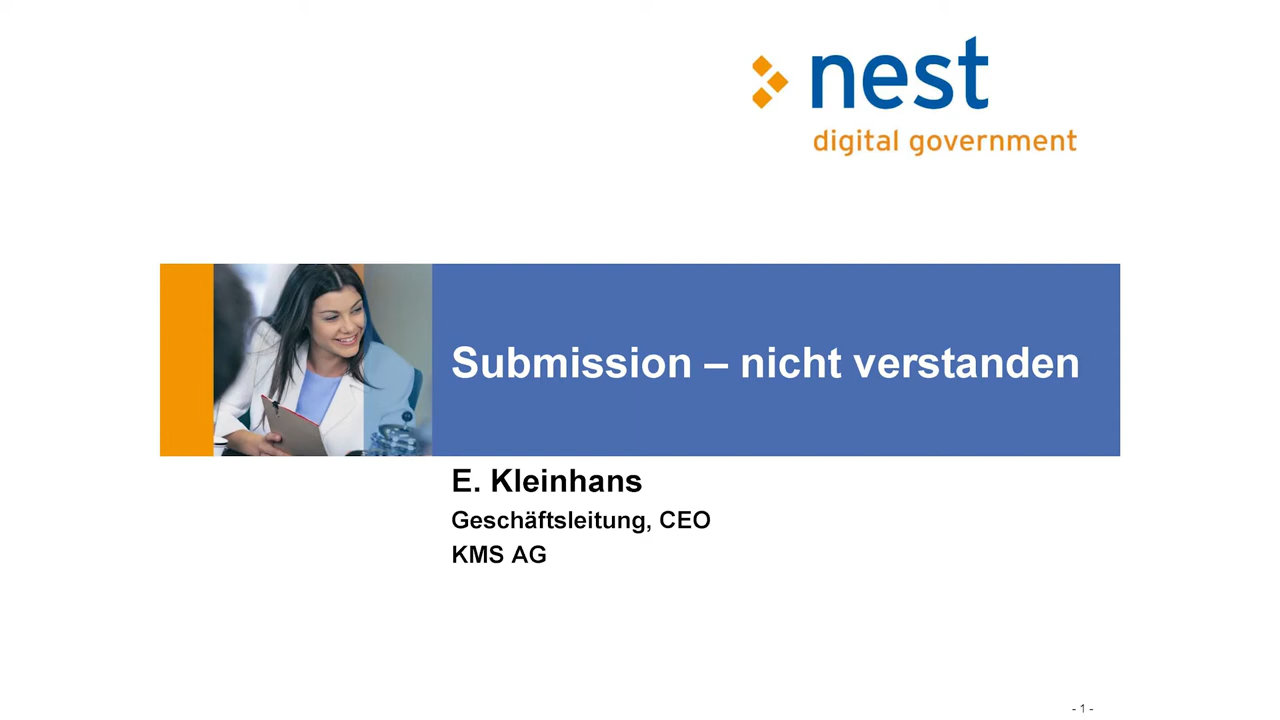 nest
digital government
Submission – nicht verstanden
E. Kleinhans
Geschäftsleitung, CEO
KMS AG
- 1 -